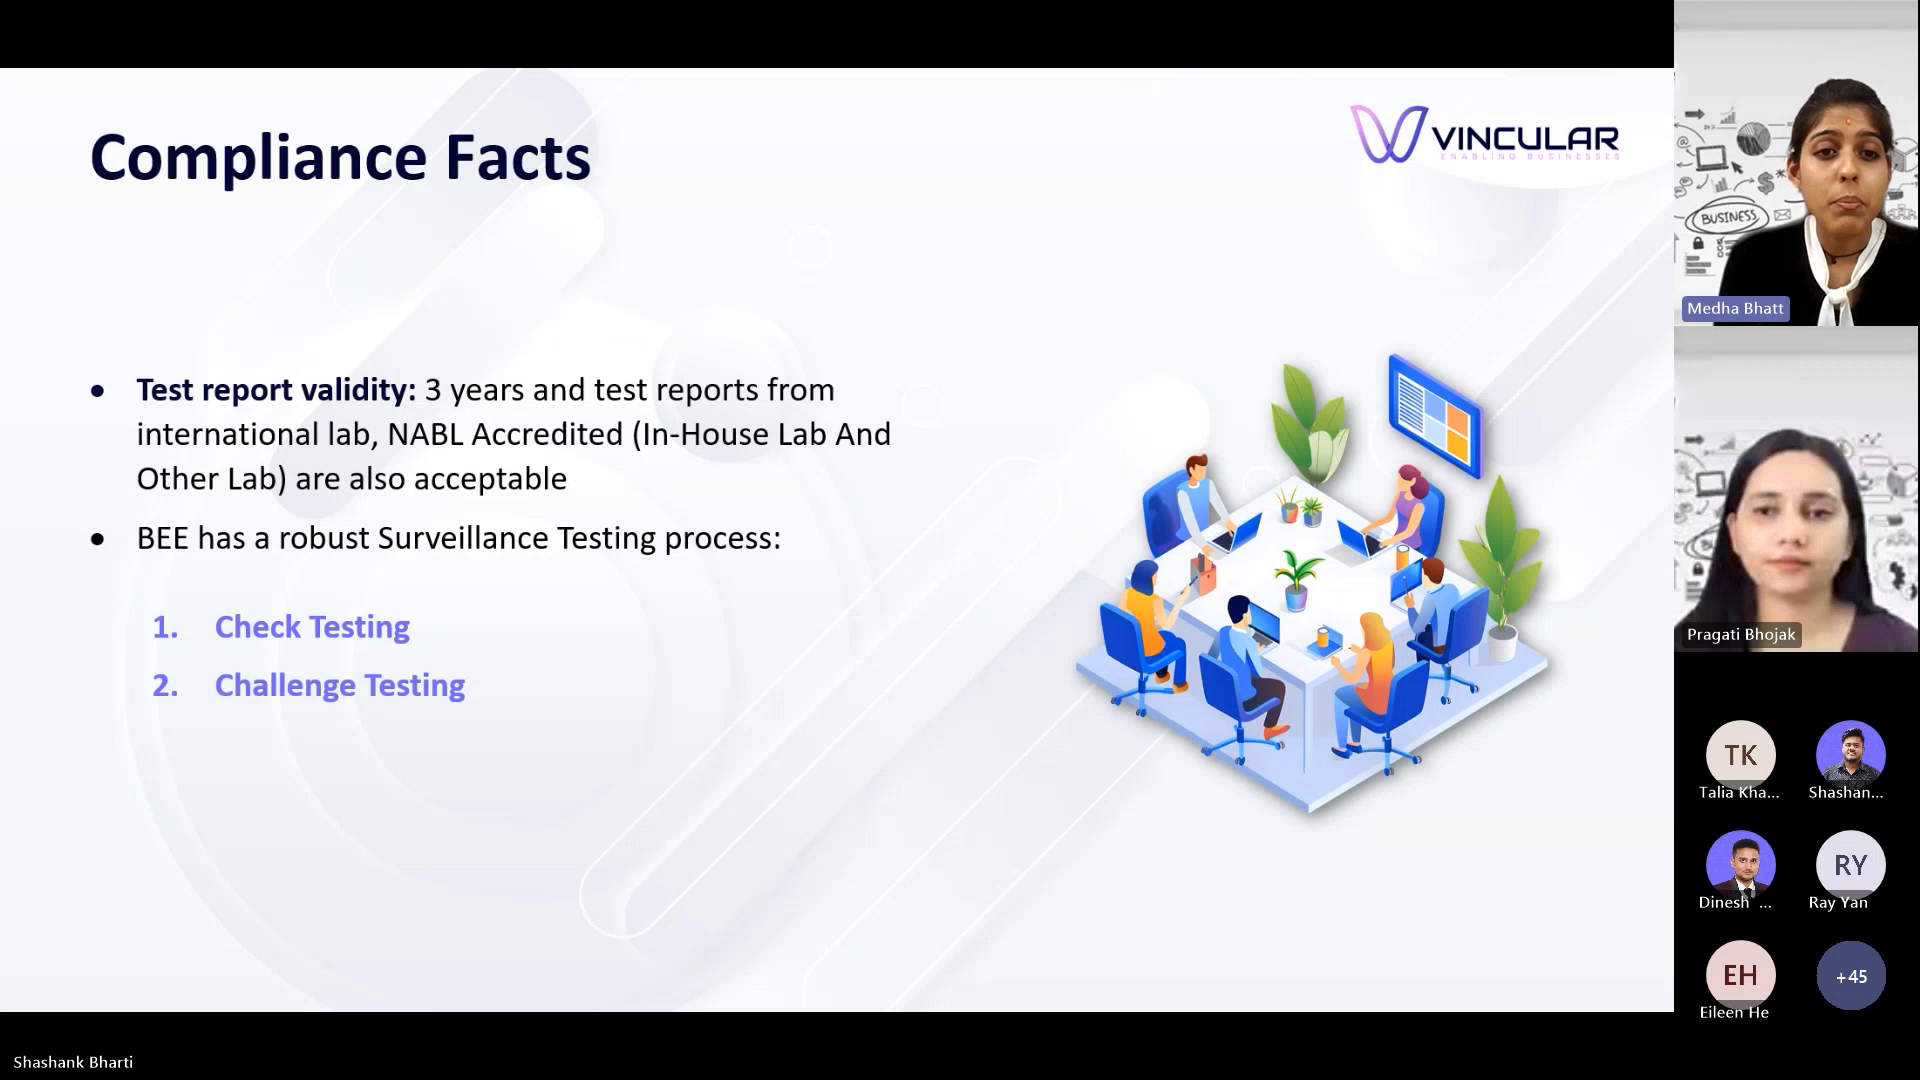 Compliance Facts
VINCULAR
ENABLING BUSINESSES
• Test report validity: 3 years and test reports from
international lab, NABL Accredited (In-House Lab And
Other Lab) are also acceptable
• BEE has a robust Surveillance Testing process:
1. Check Testing
2. Challenge Testing
BUSINESS
Medha Bhatt
Pragati Bhojak
TK
Talia Kha...
Shashan...
Dinesh ...
RY
Ray Yan
EH
Eileen He
+45
Shashank Bharti